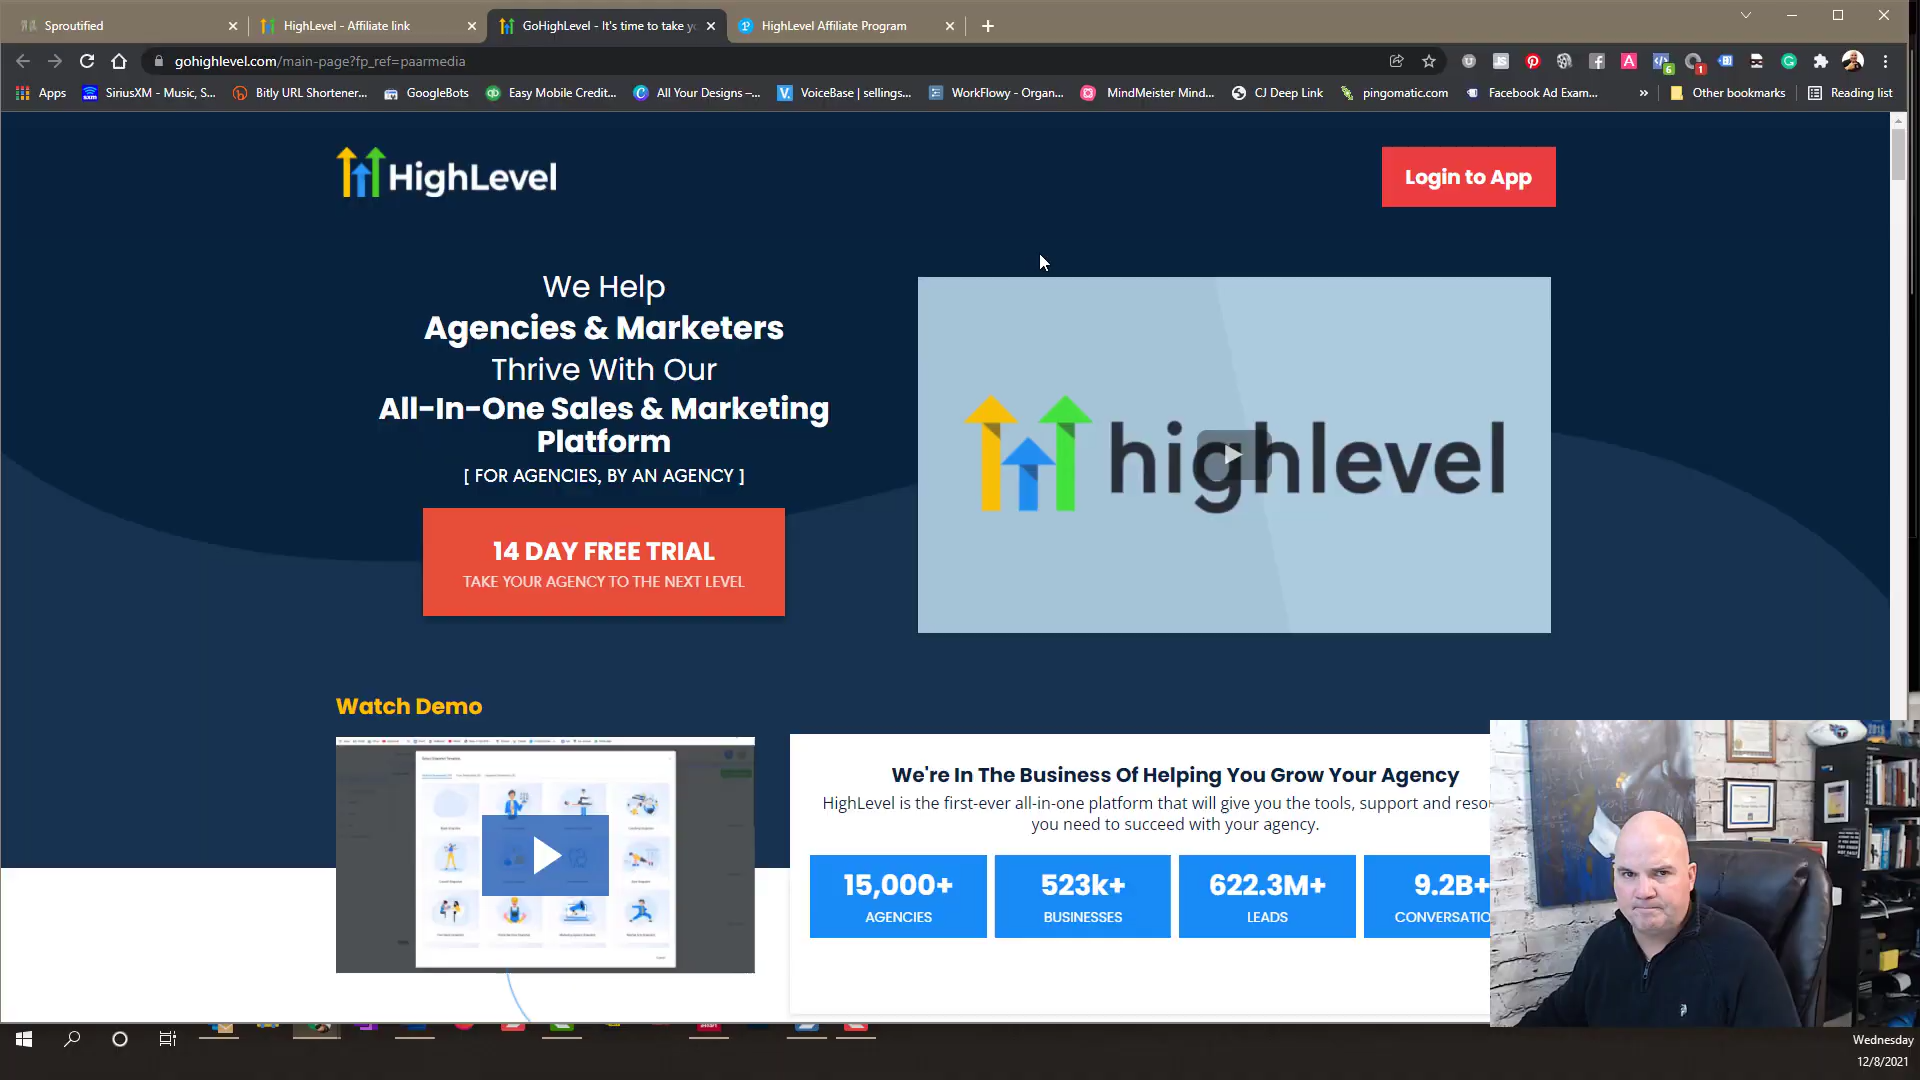 Sproutified
HighLevel - Affiliate link
GoHighLevel - It's time to take yo
HighLevel Affiliate Program
gohighlevel.com/main-page?fp_ref=paarmedia
Apps
SiriusXM - Music, S...
Bitly URL Shortener...
GoogleBots
Easy Mobile Credit...
All Your Designs –...
VoiceBase | sellings...
WorkFlowy - Organ...
MindMeister Mind...
CJ Deep Link
pingomatic.com
Facebook Ad Exam...
»
Other bookmarks
Reading list
HighLevel
Login to App
We Help
Agencies & Marketers
Thrive With Our
All-In-One Sales & Marketing
Platform
[ FOR AGENCIES, BY AN AGENCY ]
14 DAY FREE TRIAL
TAKE YOUR AGENCY TO THE NEXT LEVEL
highlevel
Watch Demo
We're In The Business Of Helping You Grow Your Agency
HighLevel is the first-ever all-in-one platform that will give you the tools, support and reso
you need to succeed with your agency.
15,000+
AGENCIES
523k+
BUSINESSES
622.3M+
LEADS
9.2B+
CONVERSATIO
Wednesday
12/8/2021